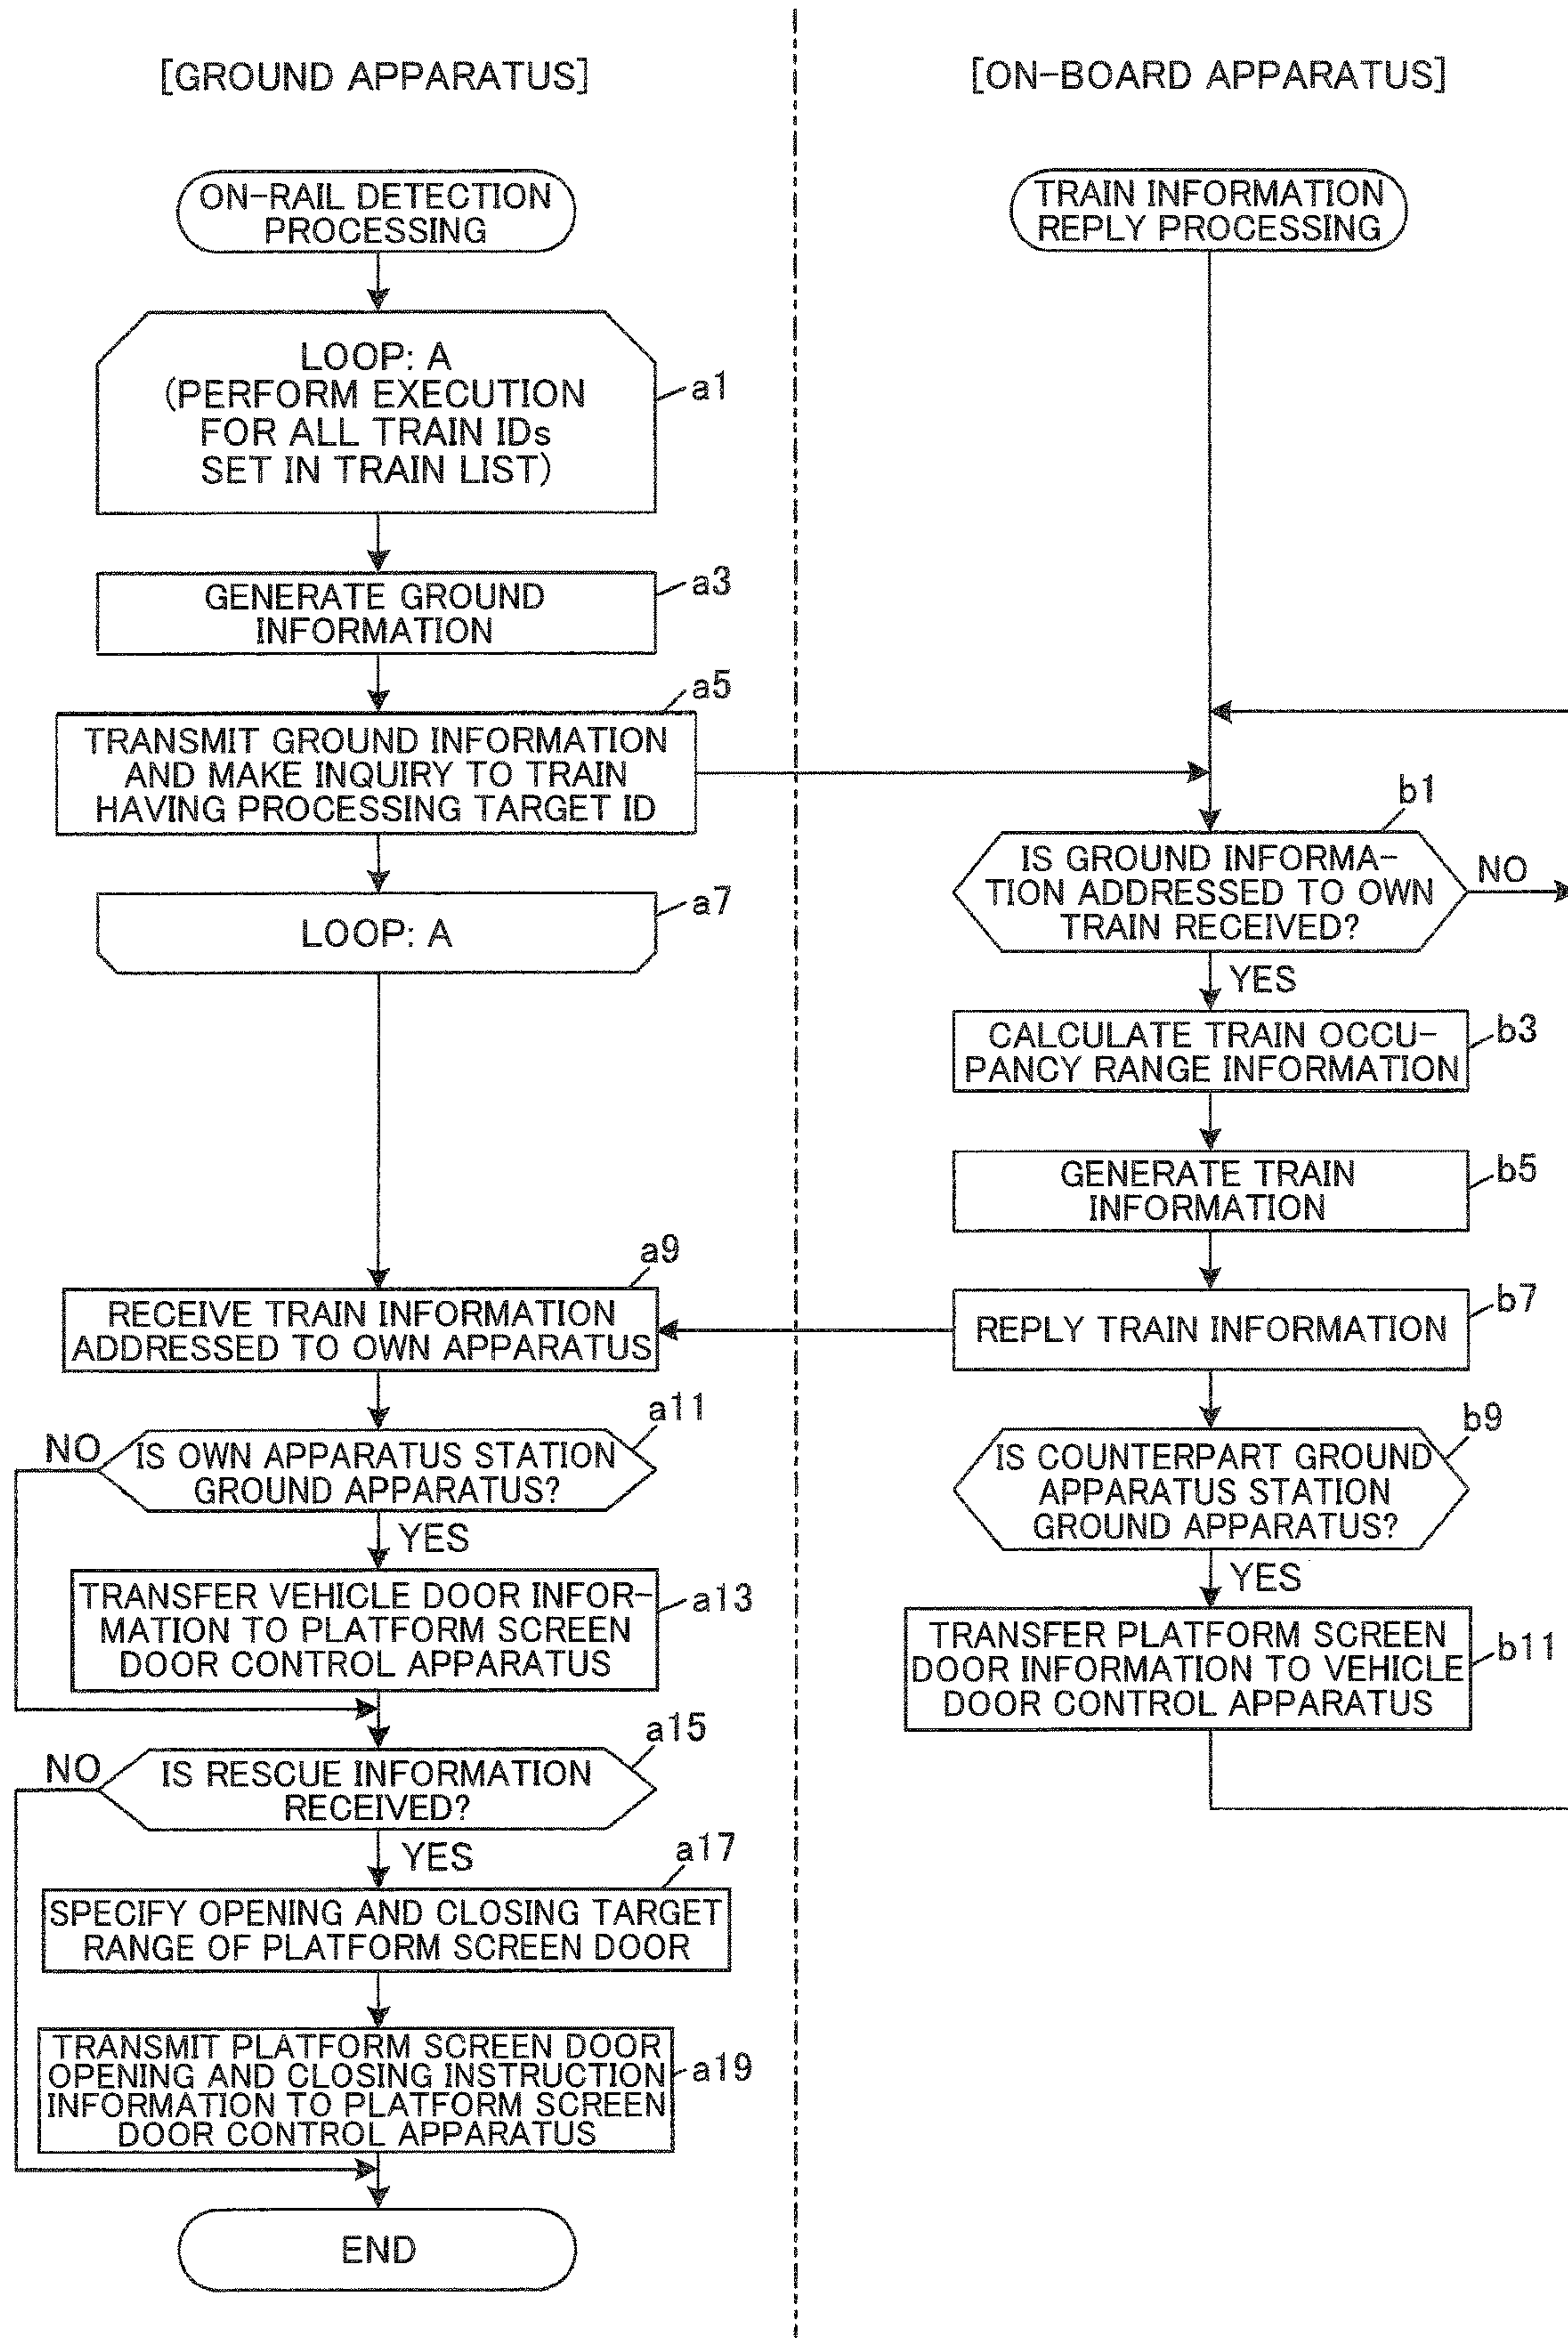 [GROUND APPARATUS]
ON-RAIL DETECTION
PROCESSING
LOOP: A
(PERFORM EXECUTION
FOR ALL TRAIN IDs
SET IN TRAIN LIST)
a1
GENERATE GROUND
INFORMATION
a3
a5
TRANSMIT GROUND INFORMATION
AND MAKE INQUIRY TO TRAIN
HAVING PROCESSING TARGET ID
a7
LOOP: A
a9
RECEIVE TRAIN INFORMATION
ADDRESSED TO OWN APPARATUS
a11
NO
IS OWN APPARATUS STATION
GROUND APPARATUS?
YES
TRANSFER VEHICLE DOOR INFOR-
MATION TO PLATFORM SCREEN
DOOR CONTROL APPARATUS
a13
a15
NO
IS RESCUE INFORMATION
RECEIVED?
YES
a17
SPECIFY OPENING AND CLOSING TARGET
RANGE OF PLATFORM SCREEN DOOR
TRANSMIT PLATFORM SCREEN DOOR
OPENING AND CLOSING INSTRUCTION
INFORMATION TO PLATFORM SCREEN
DOOR CONTROL APPARATUS
a19
END
[ON-BOARD APPARATUS]
TRAIN INFORMATION
REPLY PROCESSING
b1
IS GROUND INFORMA-
TION ADDRESSED TO OWN
TRAIN RECEIVED?
NO
YES
CALCULATE TRAIN OCCU-
PANCY RANGE INFORMATION
b3
GENERATE TRAIN
INFORMATION
b5
REPLY TRAIN INFORMATION
b7
b9
IS COUNTERPART GROUND
APPARATUS STATION
GROUND APPARATUS?
YES
TRANSFER PLATFORM SCREEN
DOOR INFORMATION TO VEHICLE
DOOR CONTROL APPARATUS
b11